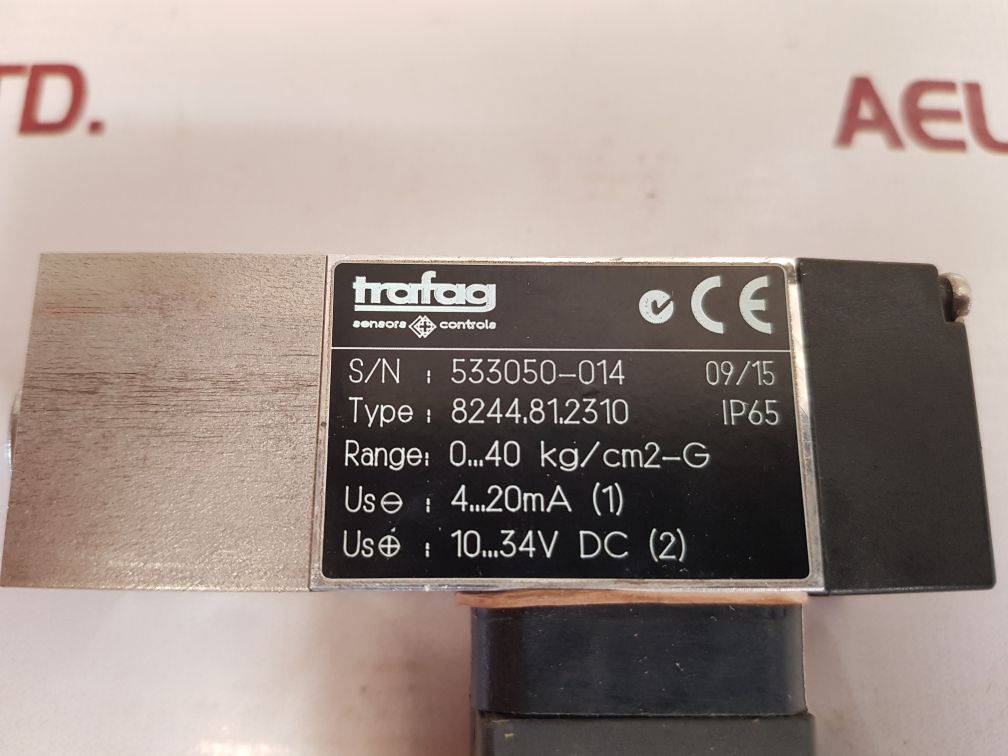 TD.
AEU
trafag
sensors controls
CE
S/N : 533050-014 09/15
Type : 8244.81.2310 IP65
Range: 0...40 kg/cm2-G
Us⊖ : 4...20mA (1)
Us⊕ : 10...34V DC (2)